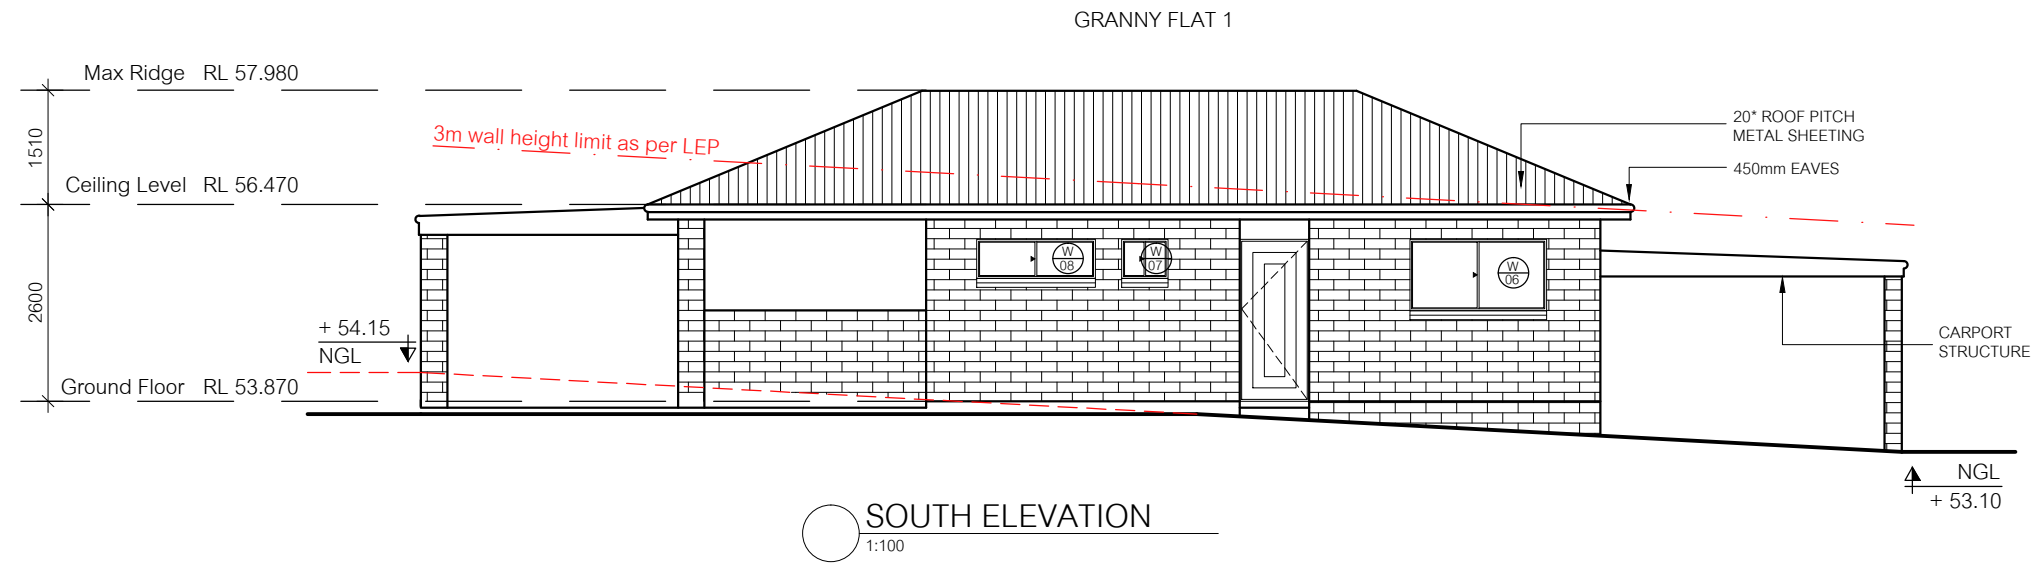 GRANNY FLAT 1
Max Ridge RL 57.980
3m wall height limit as per LEP
20* ROOF PITCH
METAL SHEETING
1510
450mm EAVES
Ceiling Level RL 56.470
W
08
W
07
W
06
2600
+ 54.15
NGL
CARPORT
STRUCTURE
Ground Floor RL 53.870
NGL
+ 53.10
SOUTH ELEVATION
1:100